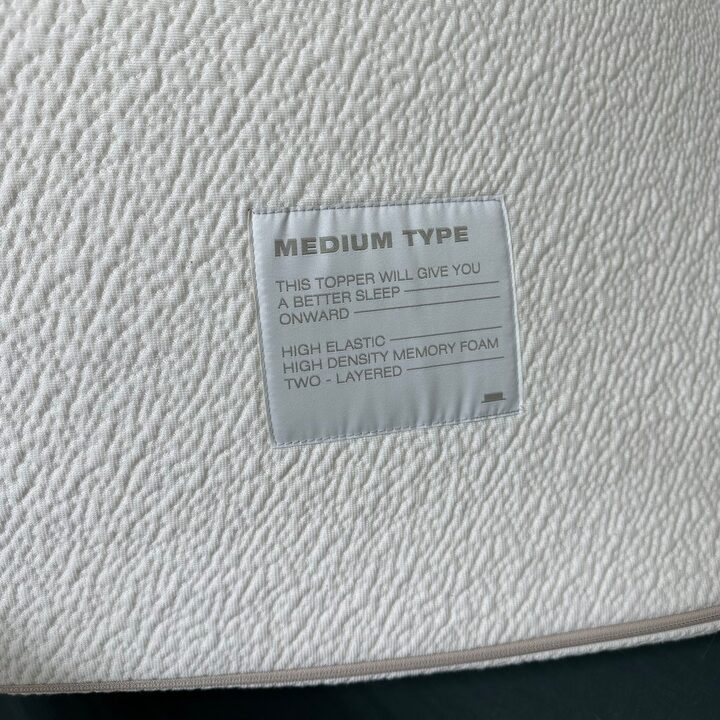 MEDIUM TYPE
THIS TOPPER WILL GIVE YOU
A BETTER SLEEP
ONWARD
HIGH ELASTIC
HIGH DENSITY MEMORY FOAM
TWO - LAYERED